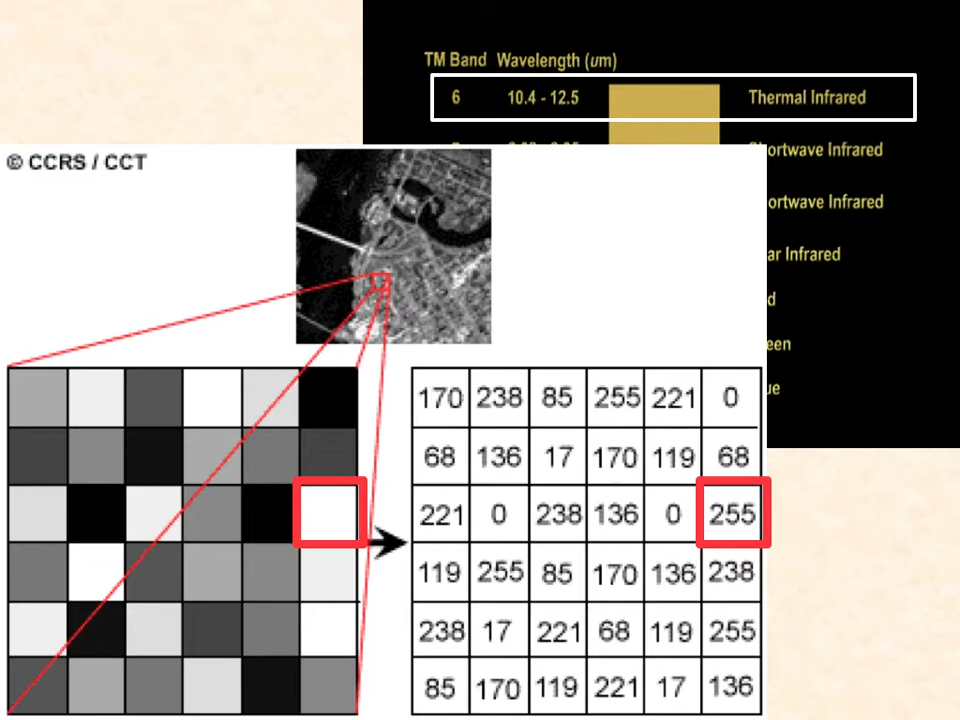 TM Band Wavelength (um)
6 10.4 - 12.5 Thermal Infrared
ortwave Infrared
ortwave Infrared
ar Infrared
d
een
ue
© CCRS / CCT
170 238 85 255 221 0
68 136 17 170 119 68
221 0 238 136 0 255
119 255 85 170 136 238
238 17 221 68 119 255
85 170 119 221 17 136